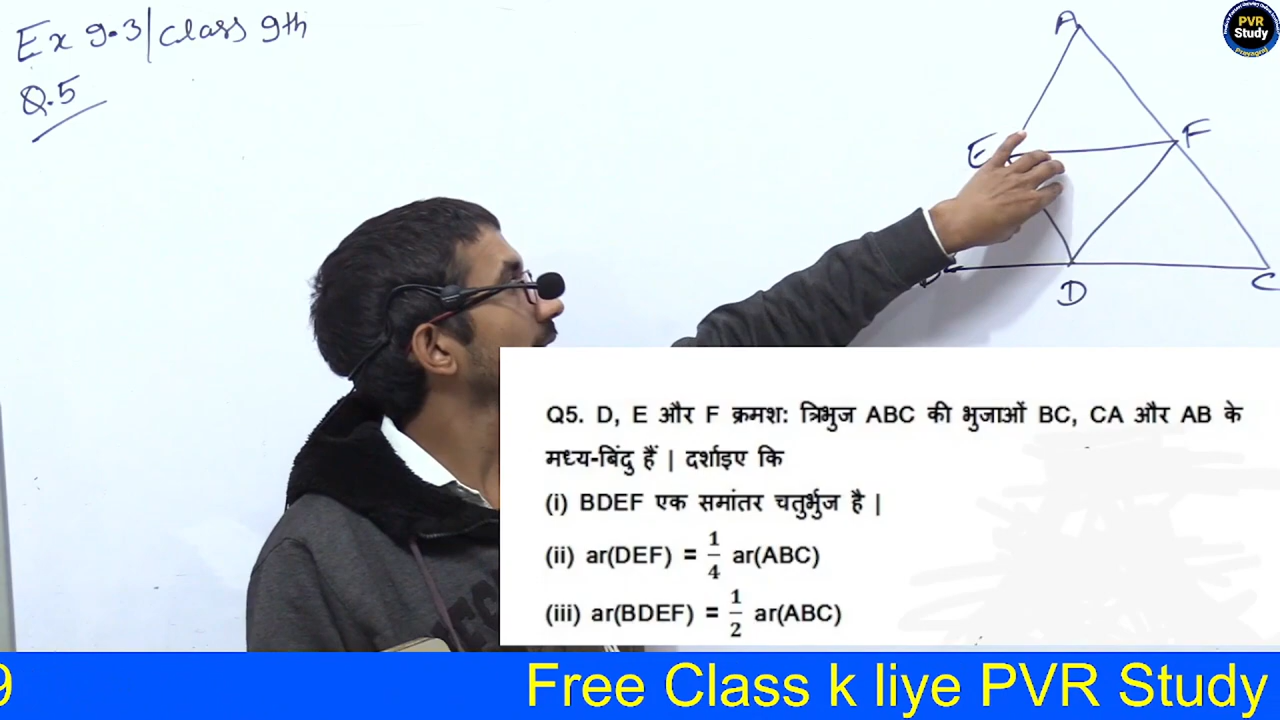 Ex 9.3 | class 9th
Q.5
A
PVR
Study
Prayagraj
E
F
D
C
Q5. D, E और F क्रमश: त्रिभुज ABC की भुजाओं BC, CA और AB के
मध्य-बिंदु हैं | दर्शाइए कि
(i) BDEF एक समांतर चतुर्भुज है |
(ii) ar(DEF) = 1/4 ar(ABC)
(iii) ar(BDEF) = 1/2 ar(ABC)
9 Free Class k liye PVR Study